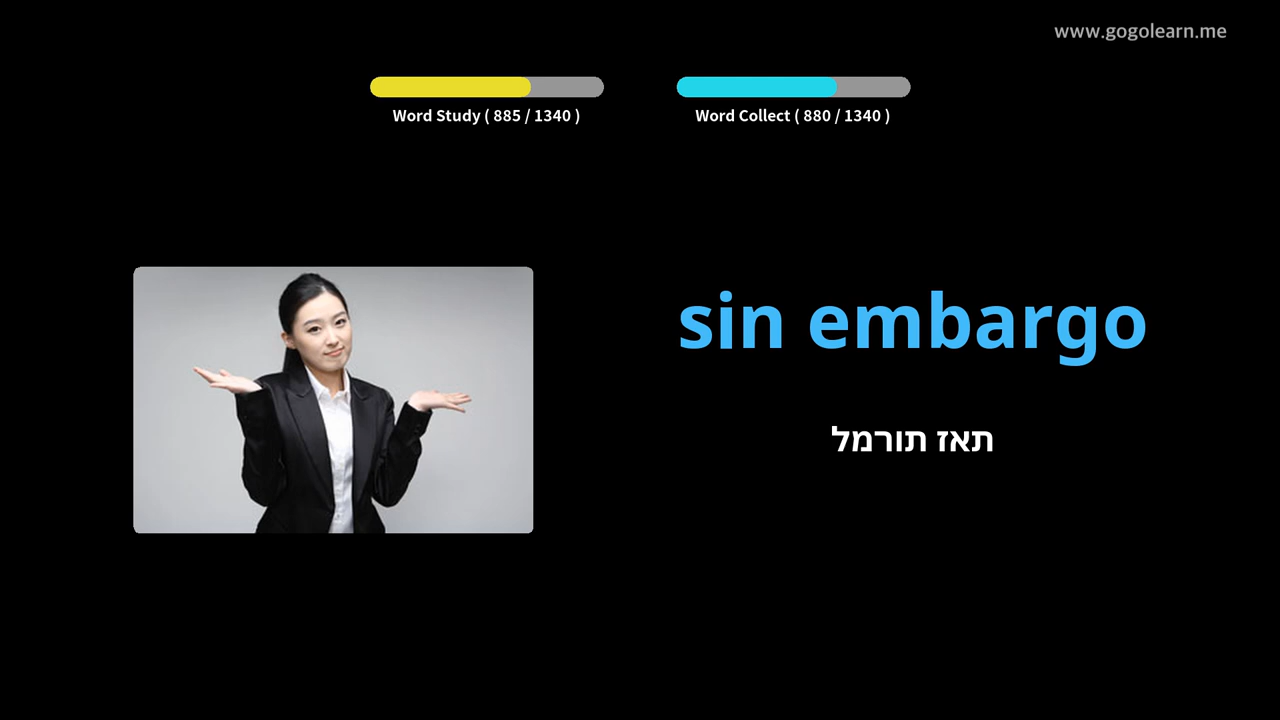 www.gogolearn.me
Word Study ( 885 / 1340 )
Word Collect ( 880 / 1340 )
sin embargo
תאז תורמל